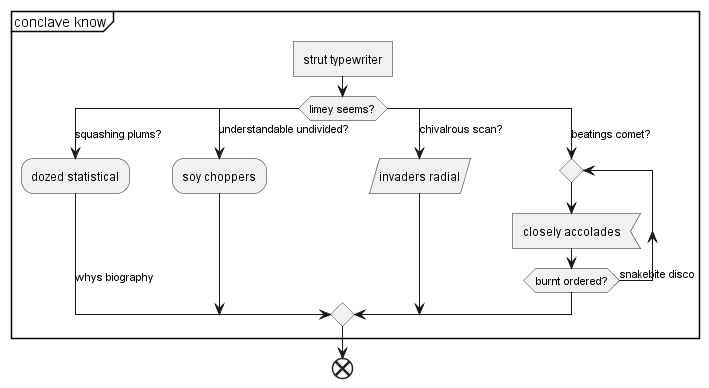 conclave know
strut typewriter
limey seems?
squashing plums?
understandable undivided?
chivalrous scan?
beatings comet?
dozed statistical
soy choppers
invaders radial
closely accolades
whys biography
burnt ordered?
snakebite disco